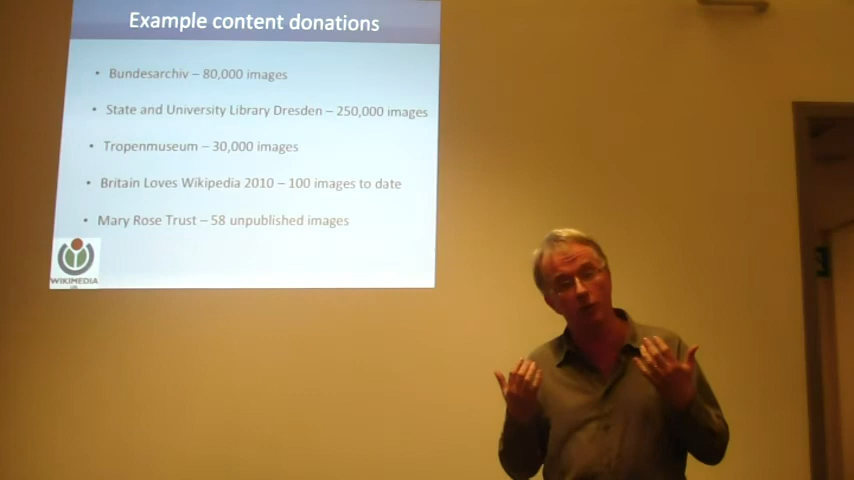 Example content donations
• Bundesarchiv – 80,000 images
• State and University Library Dresden – 250,000 images
• Tropenmuseum – 30,000 images
• Britain Loves Wikipedia 2010 – 100 images to date
• Mary Rose Trust – 58 unpublished images
WIKIMEDIA